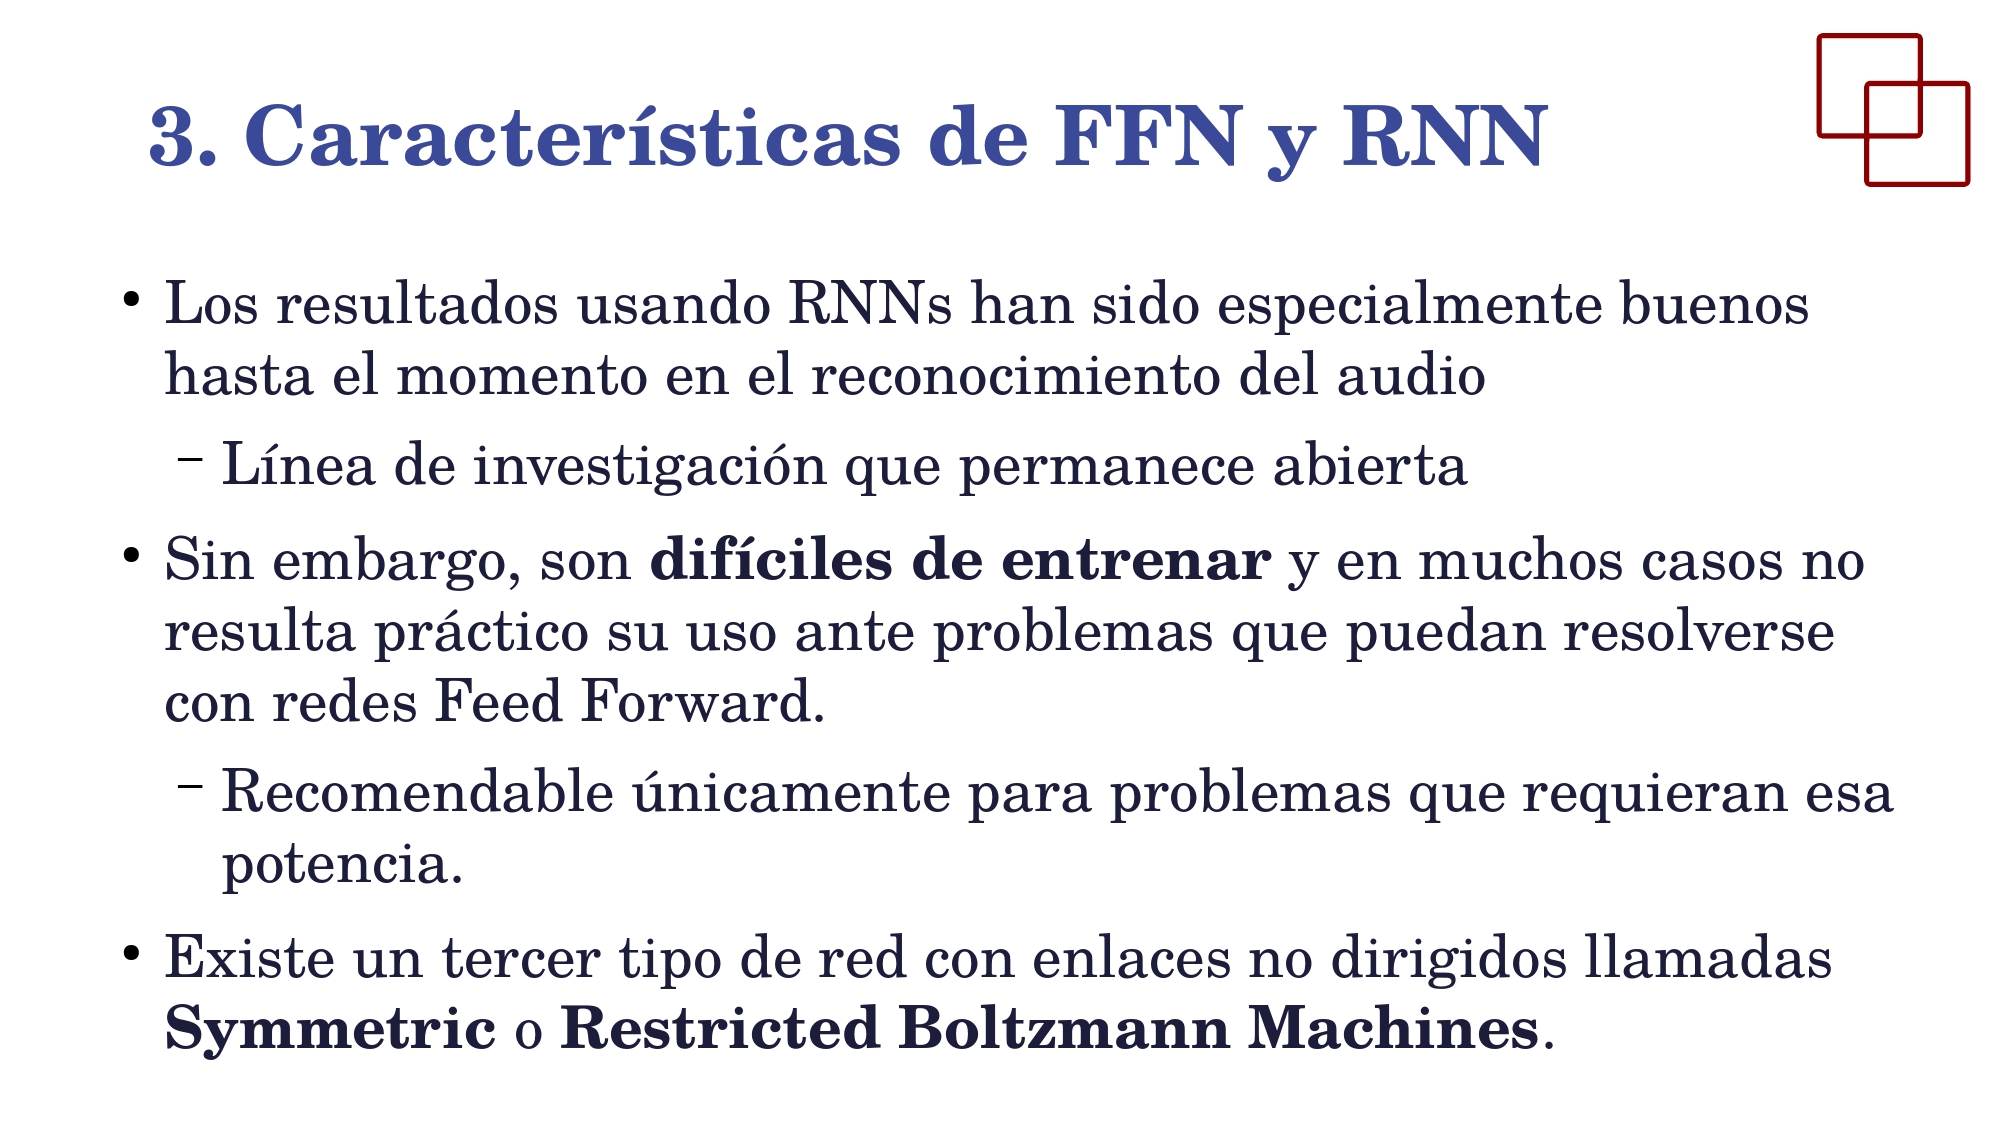 3. Características de FFN y RNN
• Los resultados usando RNNs han sido especialmente buenos
hasta el momento en el reconocimiento del audio
– Línea de investigación que permanece abierta
• Sin embargo, son difíciles de entrenar y en muchos casos no
resulta práctico su uso ante problemas que puedan resolverse
con redes Feed Forward.
– Recomendable únicamente para problemas que requieran esa
potencia.
• Existe un tercer tipo de red con enlaces no dirigidos llamadas
Symmetric o Restricted Boltzmann Machines.